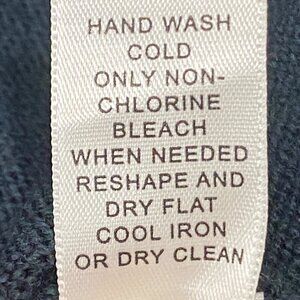 HAND WASH
COLD
ONLY NON-
CHLORINE
BLEACH
WHEN NEEDED
RESHAPE AND
DRY FLAT
COOL IRON
OR DRY CLEAN